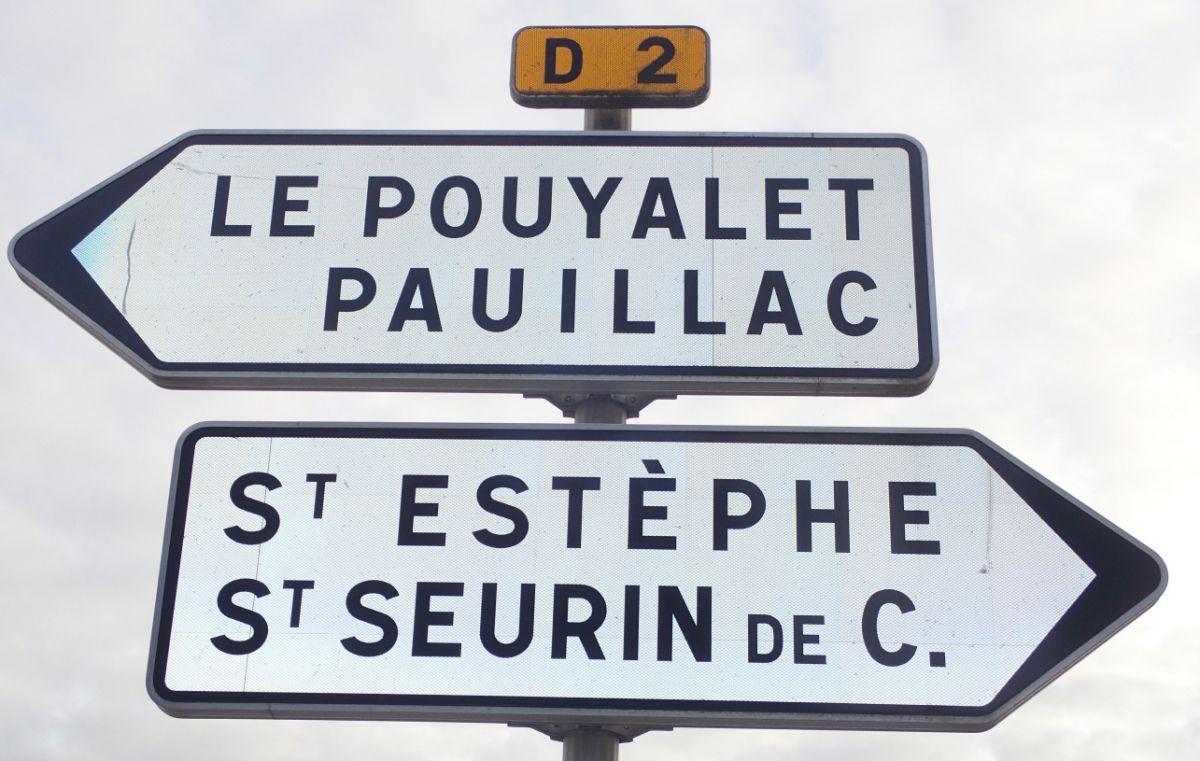 D 2
LE POUYALET
PAUILLAC
ST ESTÈPHE
ST SEURIN DE C.